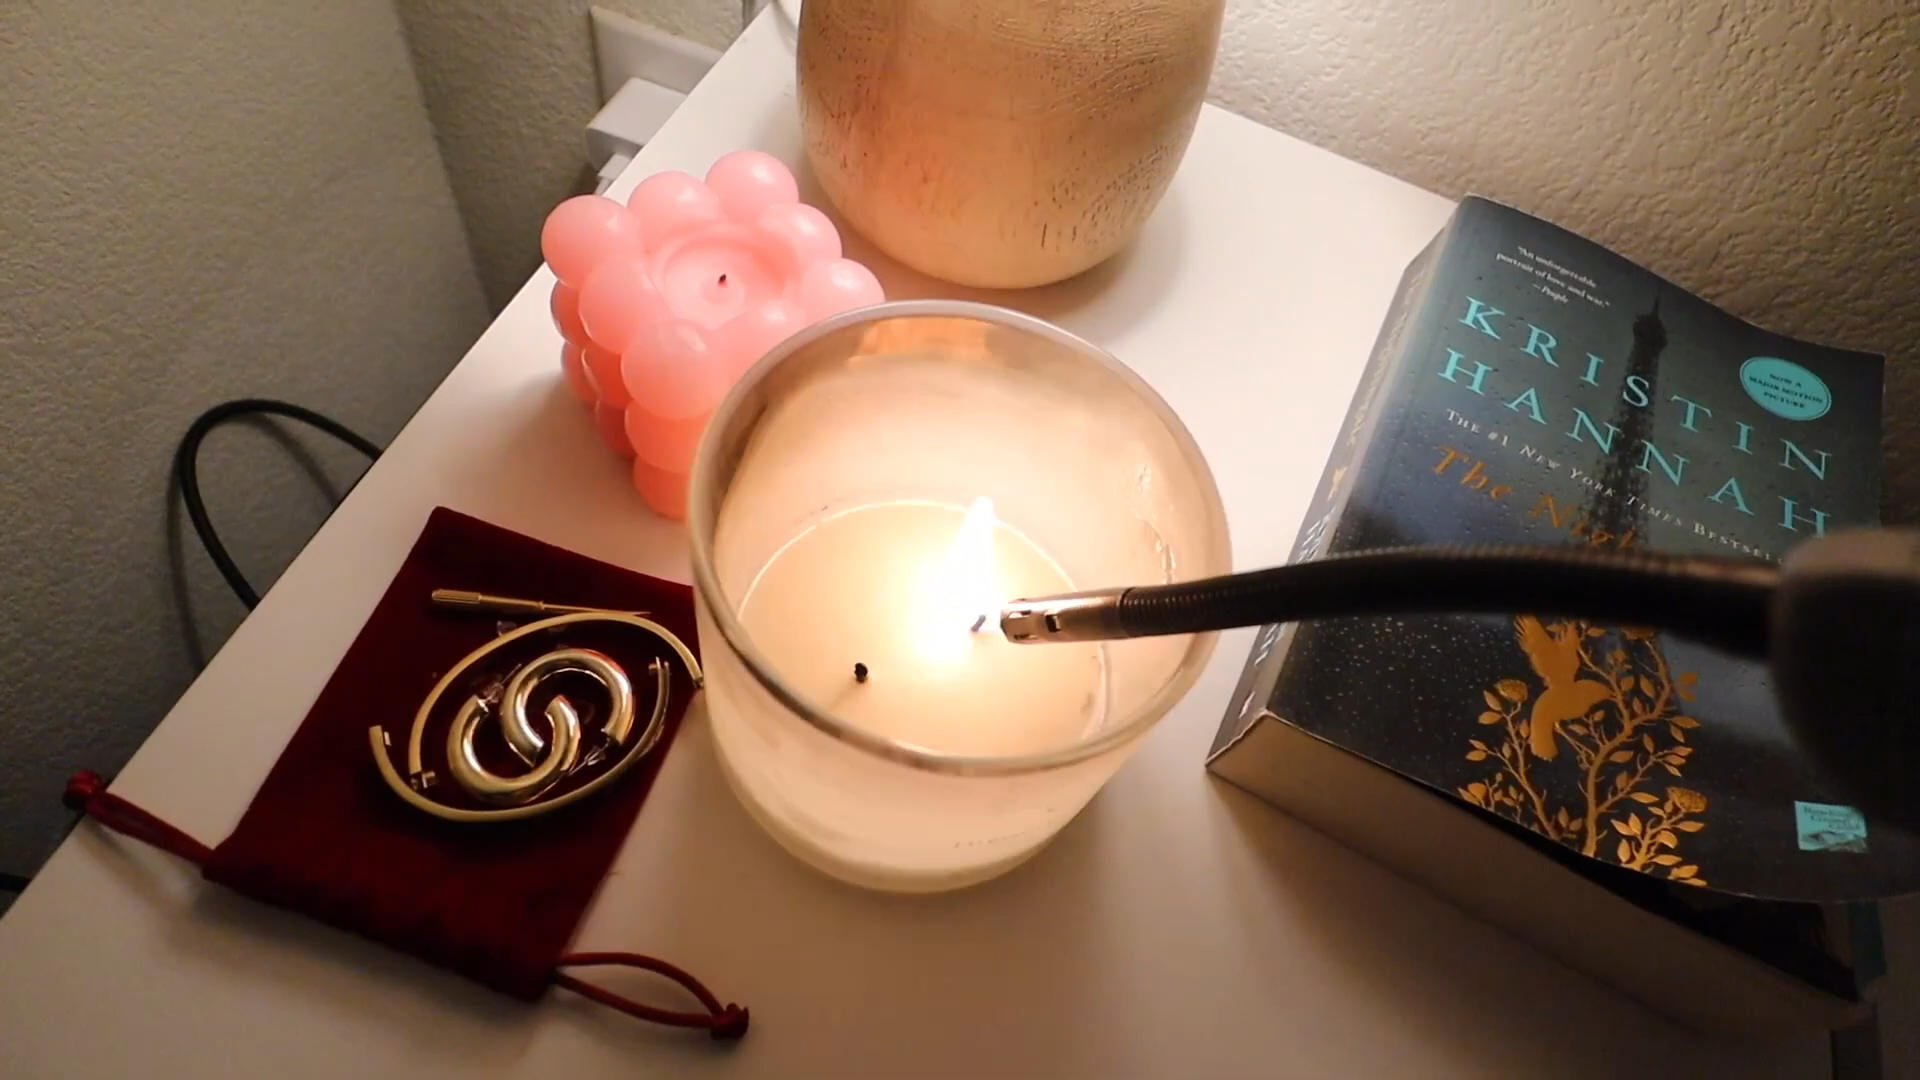 "An unforgettable
portrait of love and war."
—People
KRISTIN
HANNAH
NOW A
MAJOR MOTION
PICTURE
THE #1 NEW YORK TIMES BESTSEL
The Nigh